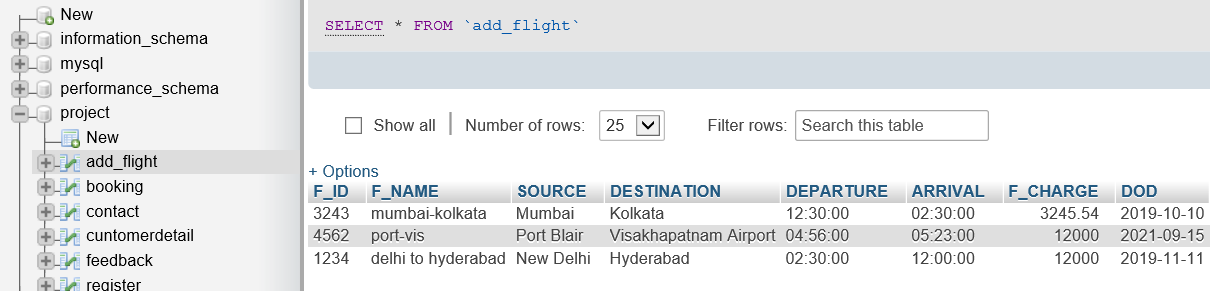 New
information_schema
mysql
performance_schema
project
New
add_flight
booking
contact
cuntomerdetail
feedback
register
SELECT * FROM `add_flight`
Show all Number of rows: 25 Filter rows: Search this table
+ Options
F_ID F_NAME SOURCE DESTINATION DEPARTURE ARRIVAL F_CHARGE DOD
3243 mumbai-kolkata Mumbai Kolkata 12:30:00 02:30:00 3245.54 2019-10-10
4562 port-vis Port Blair Visakhapatnam Airport 04:56:00 05:23:00 12000 2021-09-15
1234 delhi to hyderabad New Delhi Hyderabad 02:30:00 12:00:00 12000 2019-11-11